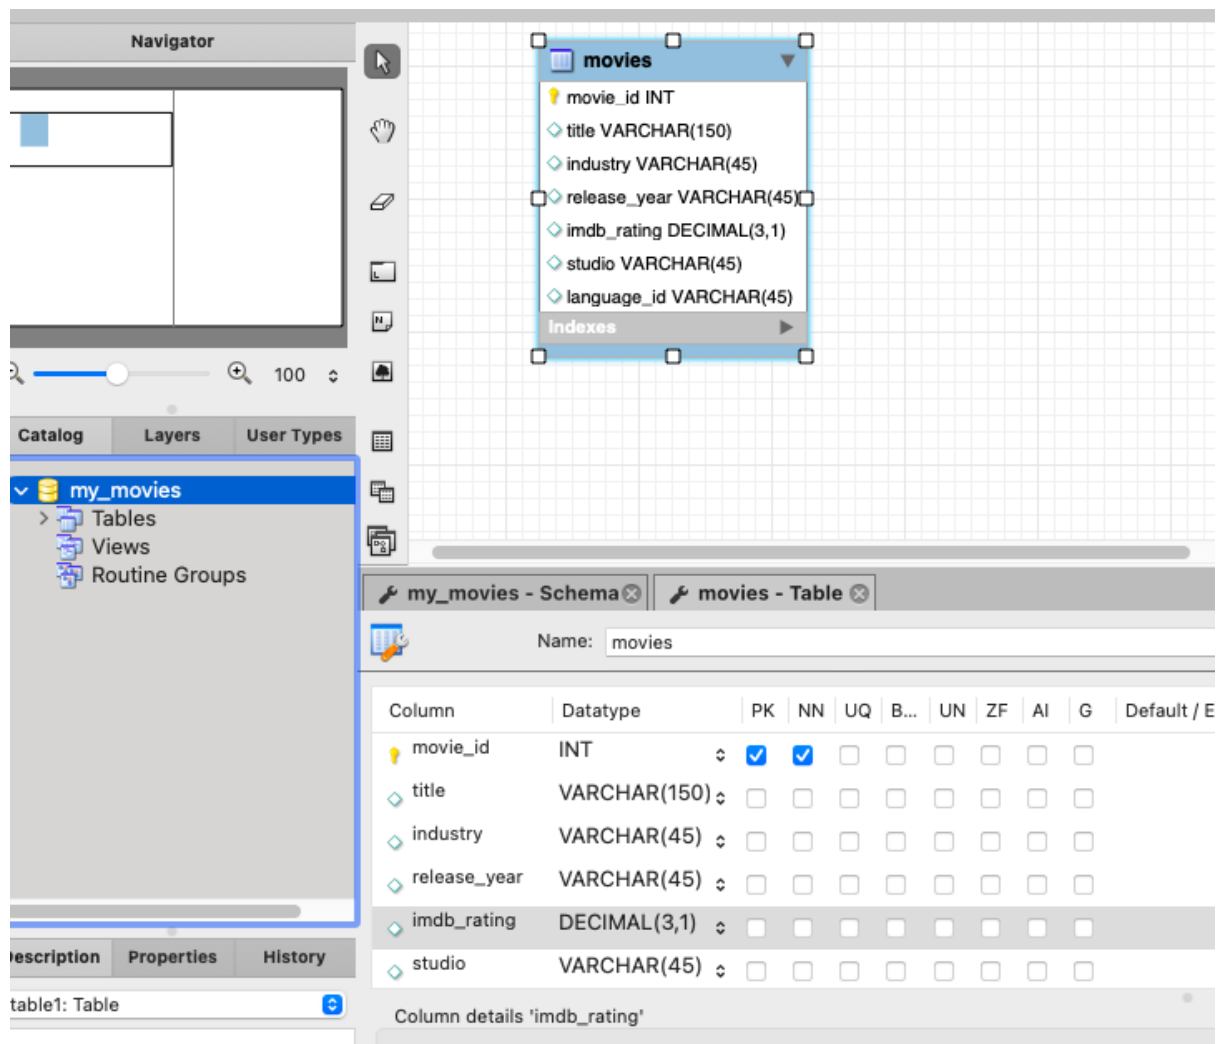 Navigator
movies
movie_id INT
title VARCHAR(150)
industry VARCHAR(45)
release_year VARCHAR(45)
imdb_rating DECIMAL(3,1)
studio VARCHAR(45)
language_id VARCHAR(45)
Indexes
100
Catalog Layers User Types
my_movies
Tables
Views
Routine Groups
my_movies - Schema movies - Table
Name: movies
Column Datatype PK NN UQ B... UN ZF AI G Default / E
movie_id INT
title VARCHAR(150)
industry VARCHAR(45)
release_year VARCHAR(45)
imdb_rating DECIMAL(3,1)
studio VARCHAR(45)
Column details 'imdb_rating'
escription Properties History
table1: Table